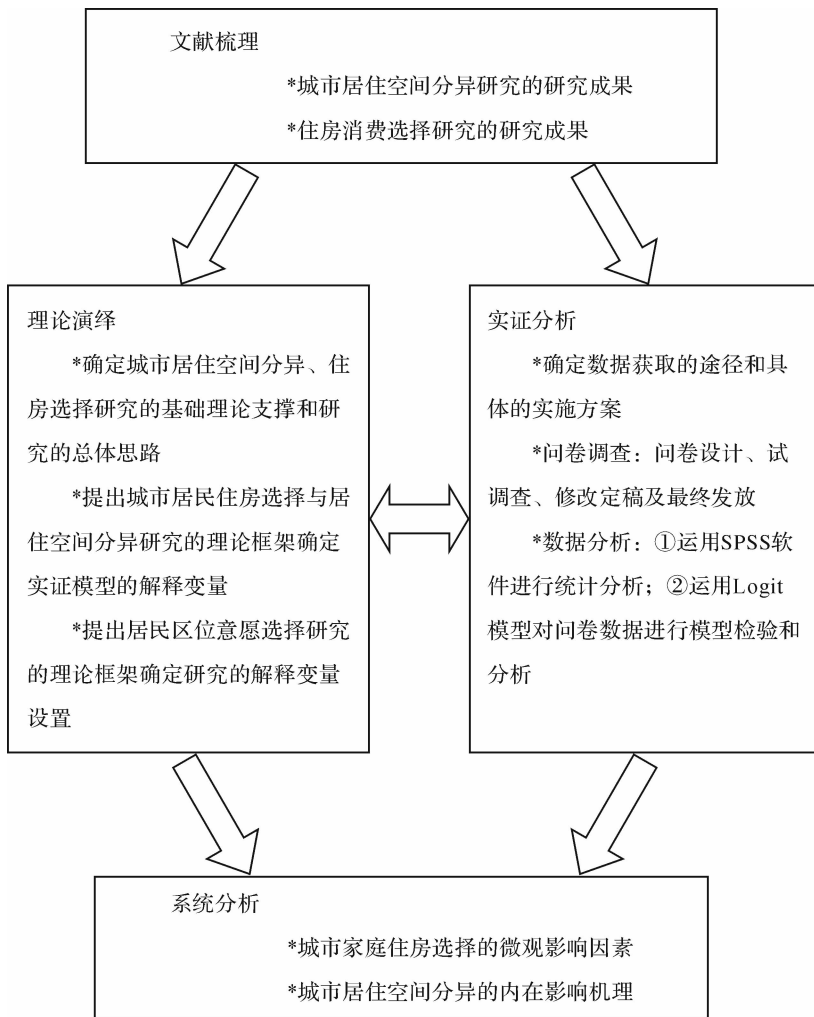 文献梳理
*城市居住空间分异研究的研究成果
*住房消费选择研究的研究成果
理论演绎
*确定城市居住空间分异、住
房选择研究的基础理论支撑和研
究的总体思路
*提出城市居民住房选择与居
住空间分异研究的理论框架确定
实证模型的解释变量
*提出居民区位意愿选择研究
的理论框架确定研究的解释变量
设置
实证分析
*确定数据获取的途径和具
体的实施方案
*问卷调查：问卷设计、试
调查、修改定稿及最终发放
*数据分析：①运用SPSS软
件进行统计分析；②运用Logit
模型对问卷数据进行模型检验和
分析
系统分析
*城市家庭住房选择的微观影响因素
*城市居住空间分异的内在影响机理